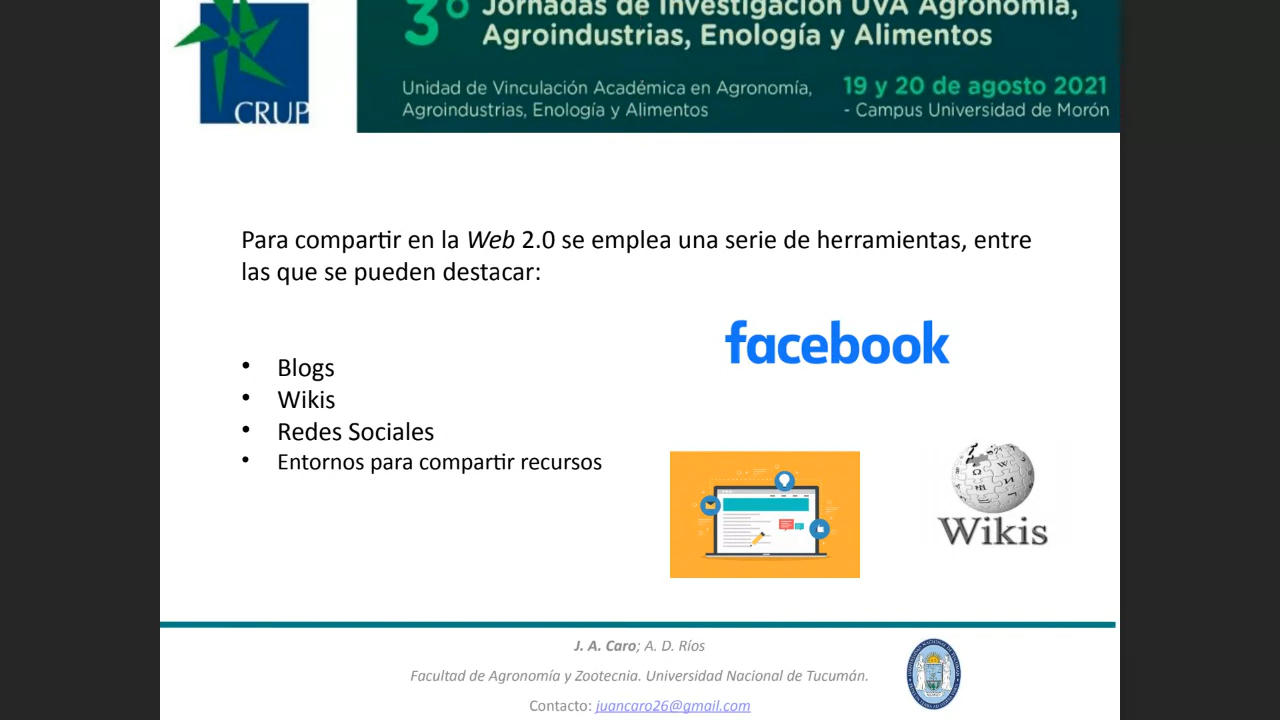 CRUP
3° Jornadas de Investigación UVA Agronomía,
Agroindustrias, Enología y Alimentos
Unidad de Vinculación Académica en Agronomía,
Agroindustrias, Enología y Alimentos
19 y 20 de agosto 2021
- Campus Universidad de Morón
Para compartir en la Web 2.0 se emplea una serie de herramientas, entre
las que se pueden destacar:
facebook
• Blogs
• Wikis
• Redes Sociales
• Entornos para compartir recursos
Wikis
J. A. Caro; A. D. Ríos
Facultad de Agronomía y Zootecnia. Universidad Nacional de Tucumán.
Contacto: juancaro26@gmail.com